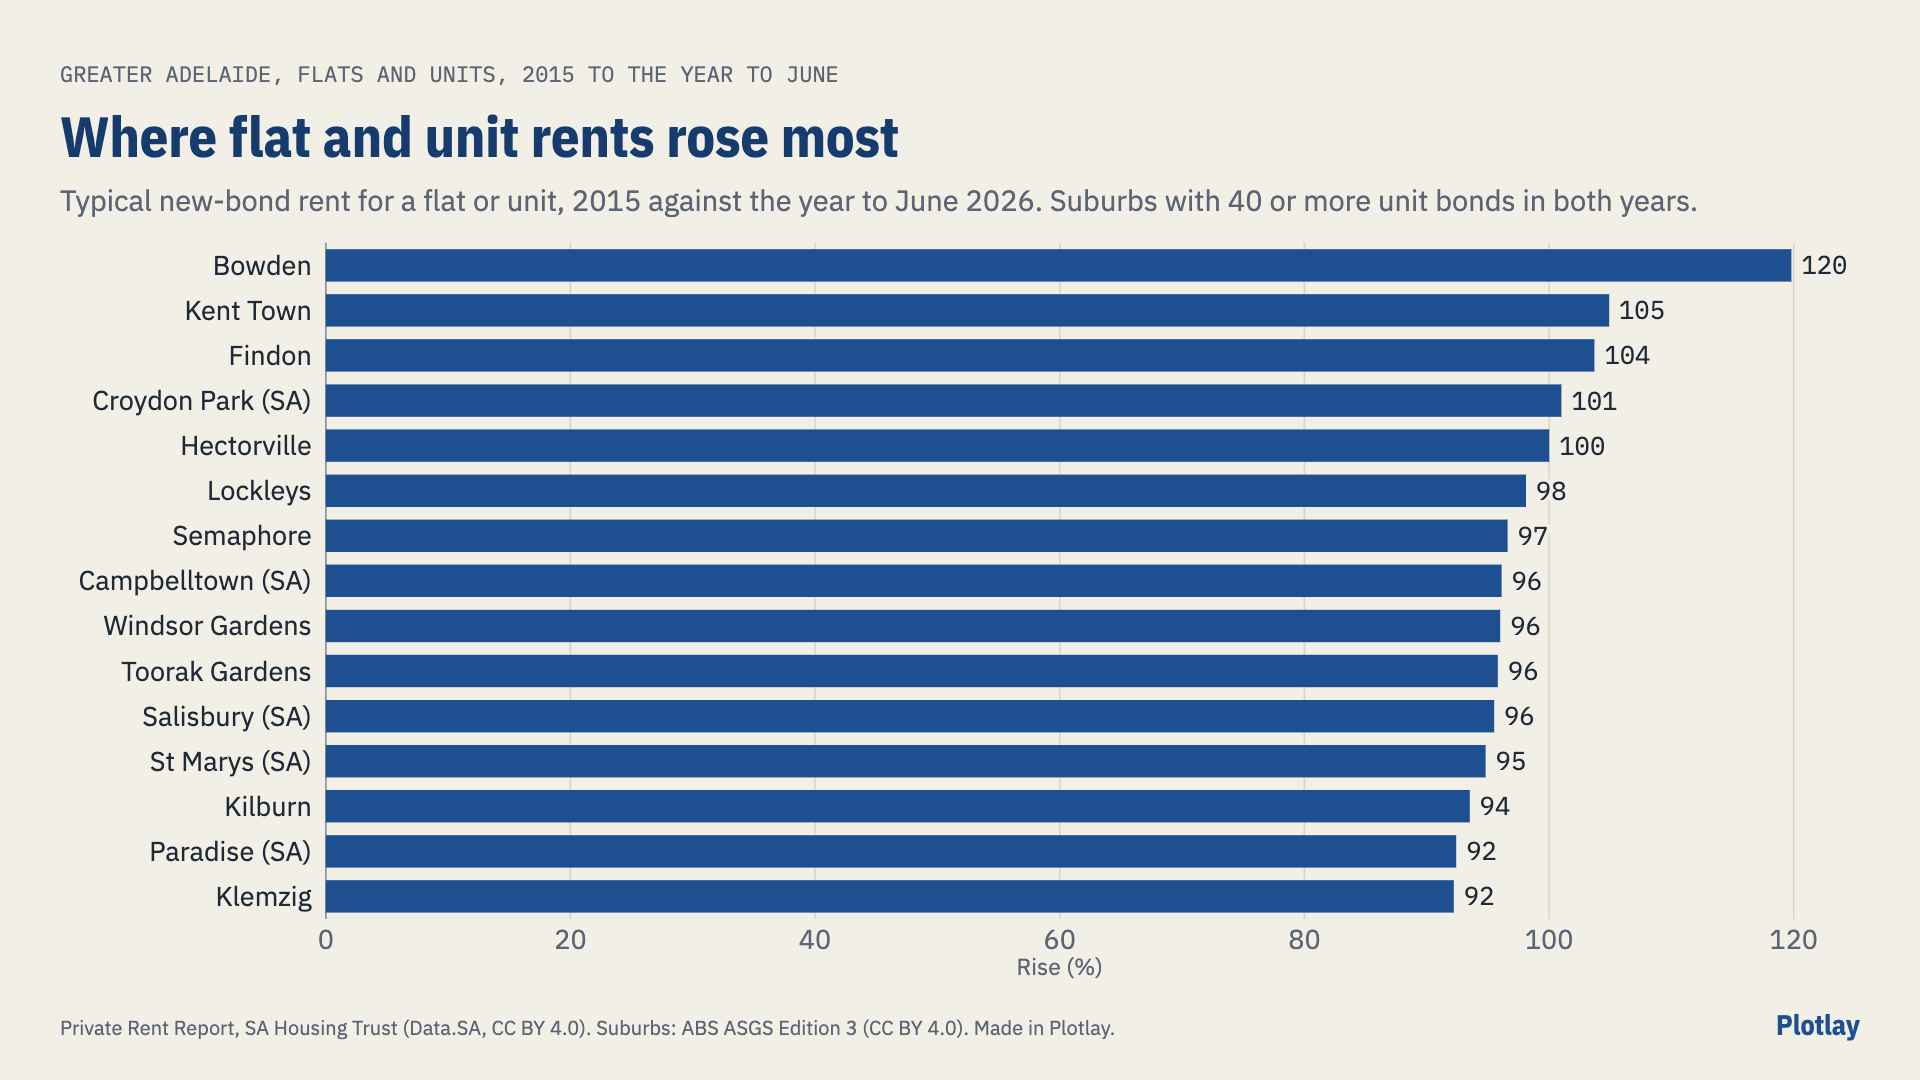 GREATER ADELAIDE, FLATS AND UNITS, 2015 TO THE YEAR TO JUNE
Where flat and unit rents rose most
Typical new-bond rent for a flat or unit, 2015 against the year to June 2026. Suburbs with 40 or more unit bonds in both years.
Bowden 120
Kent Town 105
Findon 104
Croydon Park (SA) 101
Hectorville 100
Lockleys 98
Semaphore 97
Campbelltown (SA) 96
Windsor Gardens 96
Toorak Gardens 96
Salisbury (SA) 96
St Marys (SA) 95
Kilburn 94
Paradise (SA) 92
Klemzig 92
0 20 40 60 80 100 120
Rise (%)
Private Rent Report, SA Housing Trust (Data.SA, CC BY 4.0). Suburbs: ABS ASGS Edition 3 (CC BY 4.0). Made in Plotlay.
Plotlay